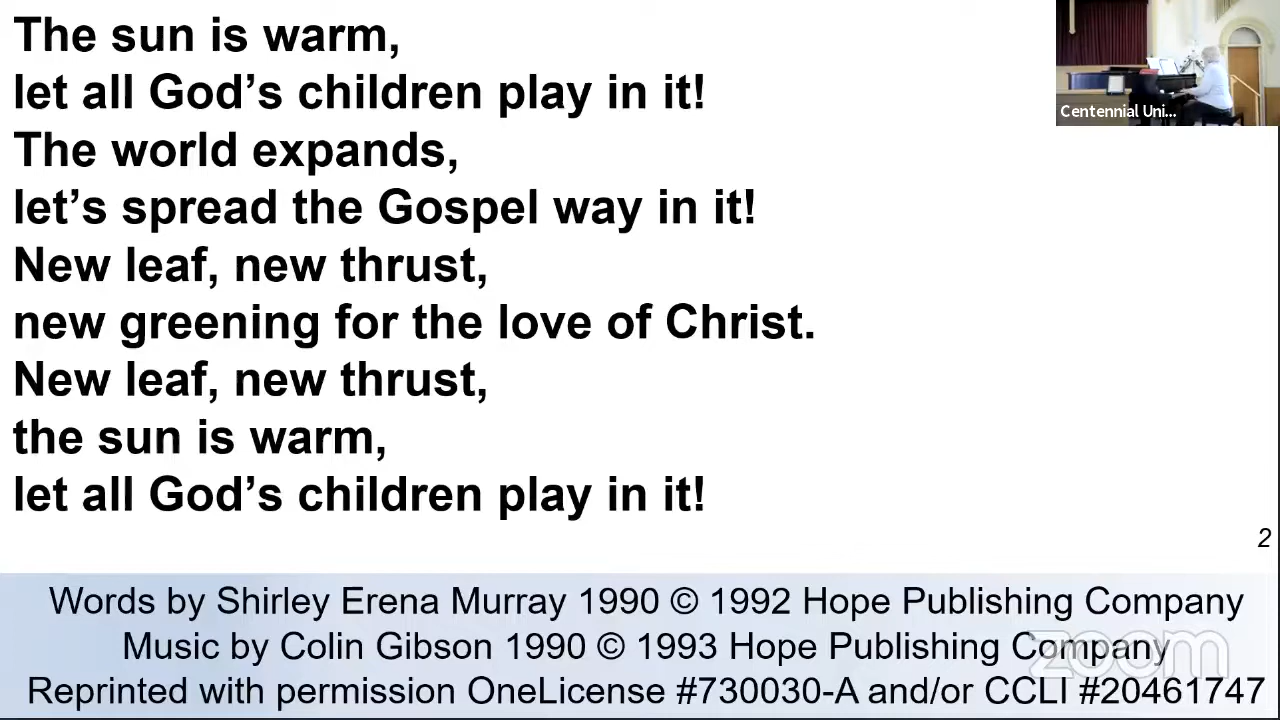 The sun is warm,
let all God’s children play in it!
The world expands,
let’s spread the Gospel way in it!
New leaf, new thrust,
new greening for the love of Christ.
New leaf, new thrust,
the sun is warm,
let all God’s children play in it!
Centennial Uni...
2
Words by Shirley Erena Murray 1990 © 1992 Hope Publishing Company
Music by Colin Gibson 1990 © 1993 Hope Publishing Company
zoom
Reprinted with permission OneLicense #730030-A and/or CCLI #20461747